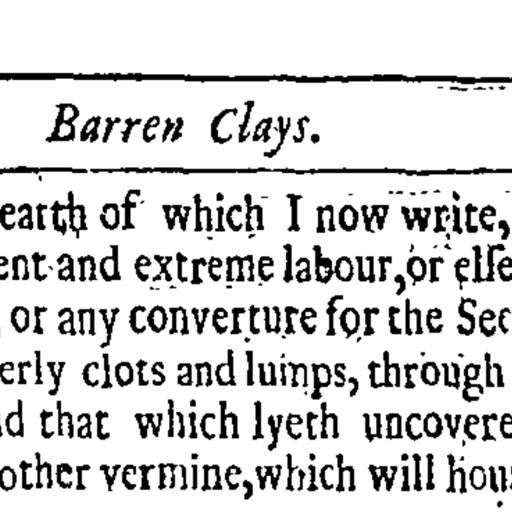 Barren Clays.
earth of which I now write,
ent and extreme labour, or elſe
or any converture for the Sec
erly clots and lumps, through
nd that which lyeth uncovere
other vermine, which will hou